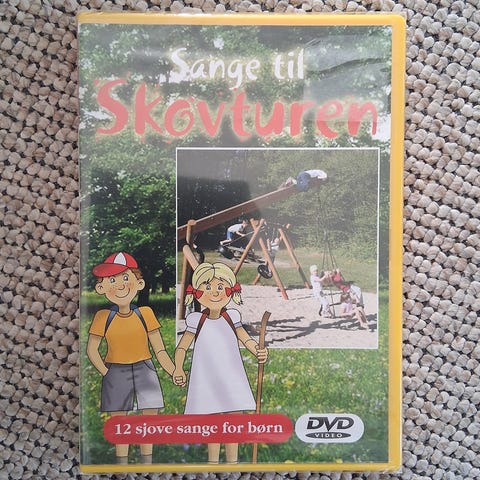 Sange til
Skovturen
12 sjove sange for børn
DVD
VIDEO